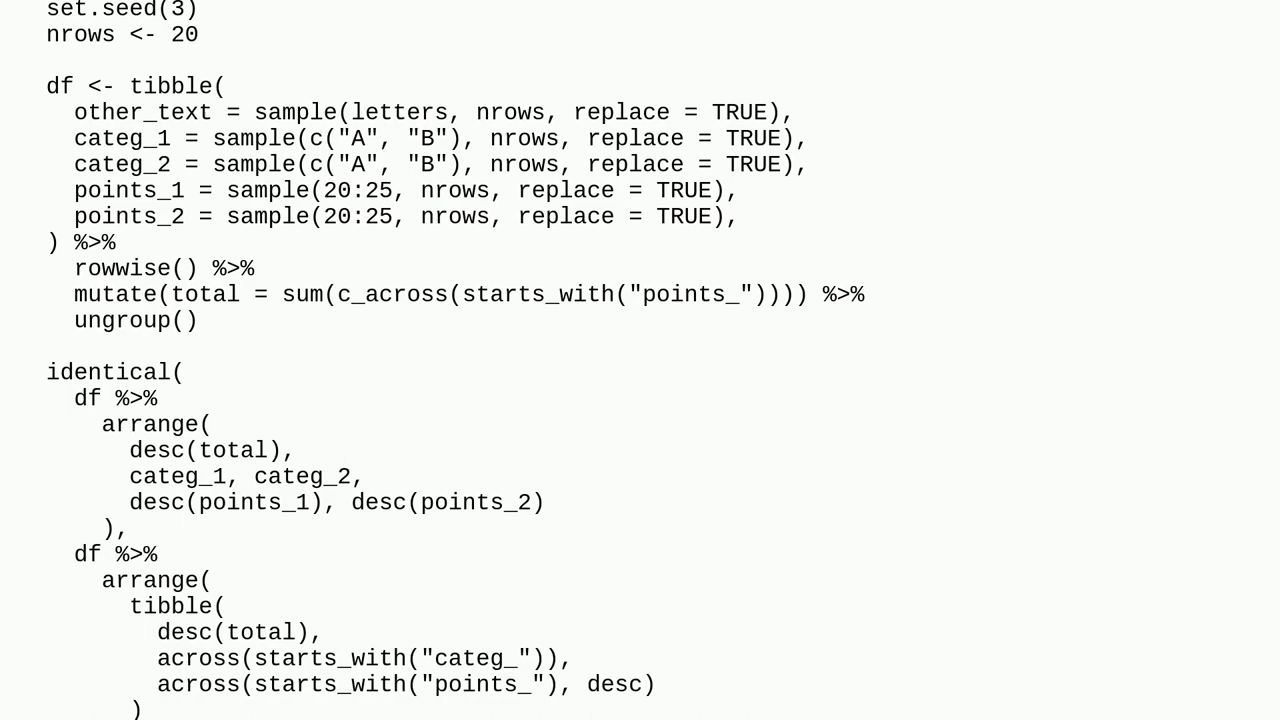 set.seed(3)
nrows <- 20
df <- tibble(
  other_text = sample(letters, nrows, replace = TRUE),
  categ_1 = sample(c("A", "B"), nrows, replace = TRUE),
  categ_2 = sample(c("A", "B"), nrows, replace = TRUE),
  points_1 = sample(20:25, nrows, replace = TRUE),
  points_2 = sample(20:25, nrows, replace = TRUE),
) %>%
  rowwise() %>%
  mutate(total = sum(c_across(starts_with("points_")))) %>%
  ungroup()
identical(
  df %>%
    arrange(
      desc(total),
      categ_1, categ_2,
      desc(points_1), desc(points_2)
    ),
  df %>%
    arrange(
      tibble(
        desc(total),
        across(starts_with("categ_")),
        across(starts_with("points_"), desc)
      )